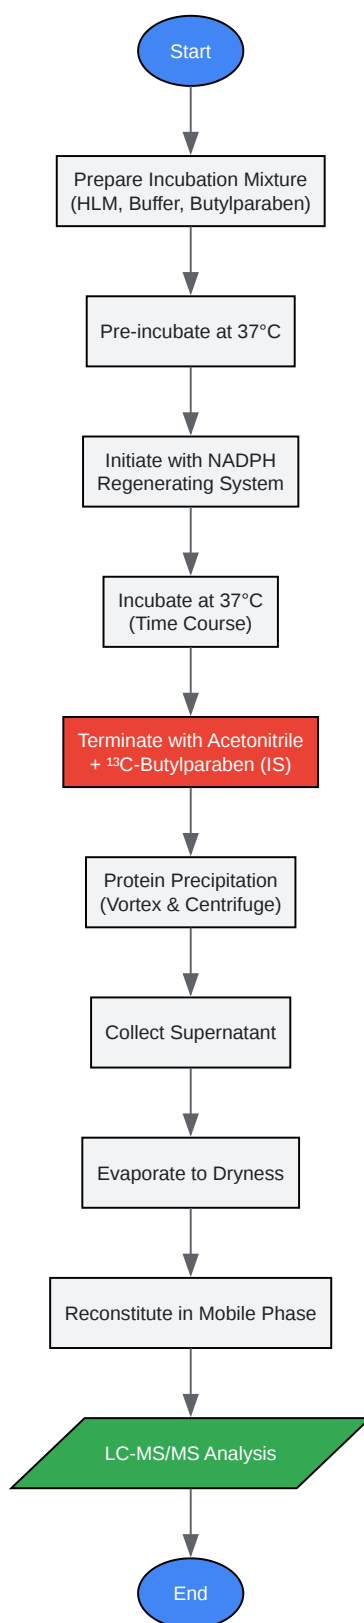 Start
Prepare Incubation Mixture
(HLM, Buffer, Butylparaben)
Pre-incubate at 37°C
Initiate with NADPH
Regenerating System
Incubate at 37°C
(Time Course)
Terminate with Acetonitrile
+ ¹³C-Butylparaben (IS)
Protein Precipitation
(Vortex & Centrifuge)
Collect Supernatant
Evaporate to Dryness
Reconstitute in Mobile Phase
LC-MS/MS Analysis
End